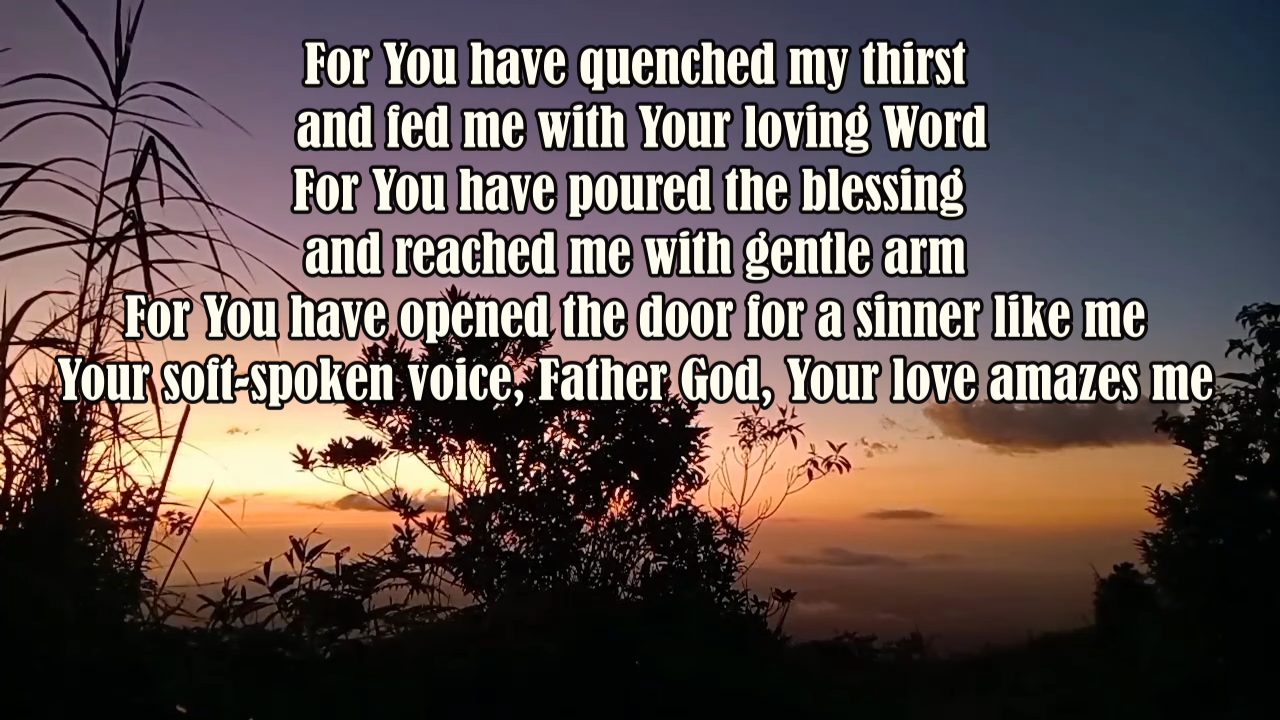 For You have quenched my thirst
and fed me with Your loving Word
For You have poured the blessing
and reached me with gentle arm
For You have opened the door for a sinner like me
Your soft-spoken voice, Father God, Your love amazes me